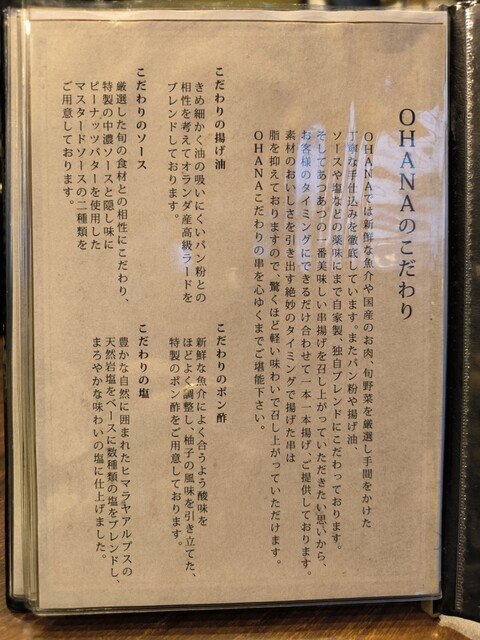 OHANAのこだわり
OHANAでは新鮮な魚介や国産のお肉、旬野菜を厳選し手間をかけた
丁寧な手仕込みを徹底しています。またパン粉や揚げ油、
ソースや塩などの薬味にまで自家製、独自ブレンドにこだわっております。
そしてあつあつの一番美味しい串揚げを召し上がっていただきたい思いから、
お客様のタイミングにできるだけ合わせて一本一本揚げ、ご提供しております。
素材のおいしさを引き出す絶妙のタイミングで揚げた串は
脂を抑えておりますので、驚くほど軽い味わいで召し上がっていただけます。
OHANAこだわりの串を心ゆくまでご堪能下さい。
こだわりの揚げ油
きめ細かく油の吸いにくいパン粉との
相性を考えてオランダ産高級ラードを
ブレンドしております。
こだわりのソース
厳選した旬の食材との相性にこだわり、
特製の中濃ソースと隠し味に
ピーナッツバターを使用した
マスタードソースの二種類を
ご用意しております。
こだわりのポン酢
新鮮な魚介によく合うよう酸味を
ほどよく調整し、柚子の風味を引き立てた、
特製のポン酢をご用意しております。
こだわりの塩
豊かな自然に囲まれたヒマラヤアルプスの
天然岩塩をベースに数種類の塩をブレンドし、
まろやかな味わいの塩に仕上げました。